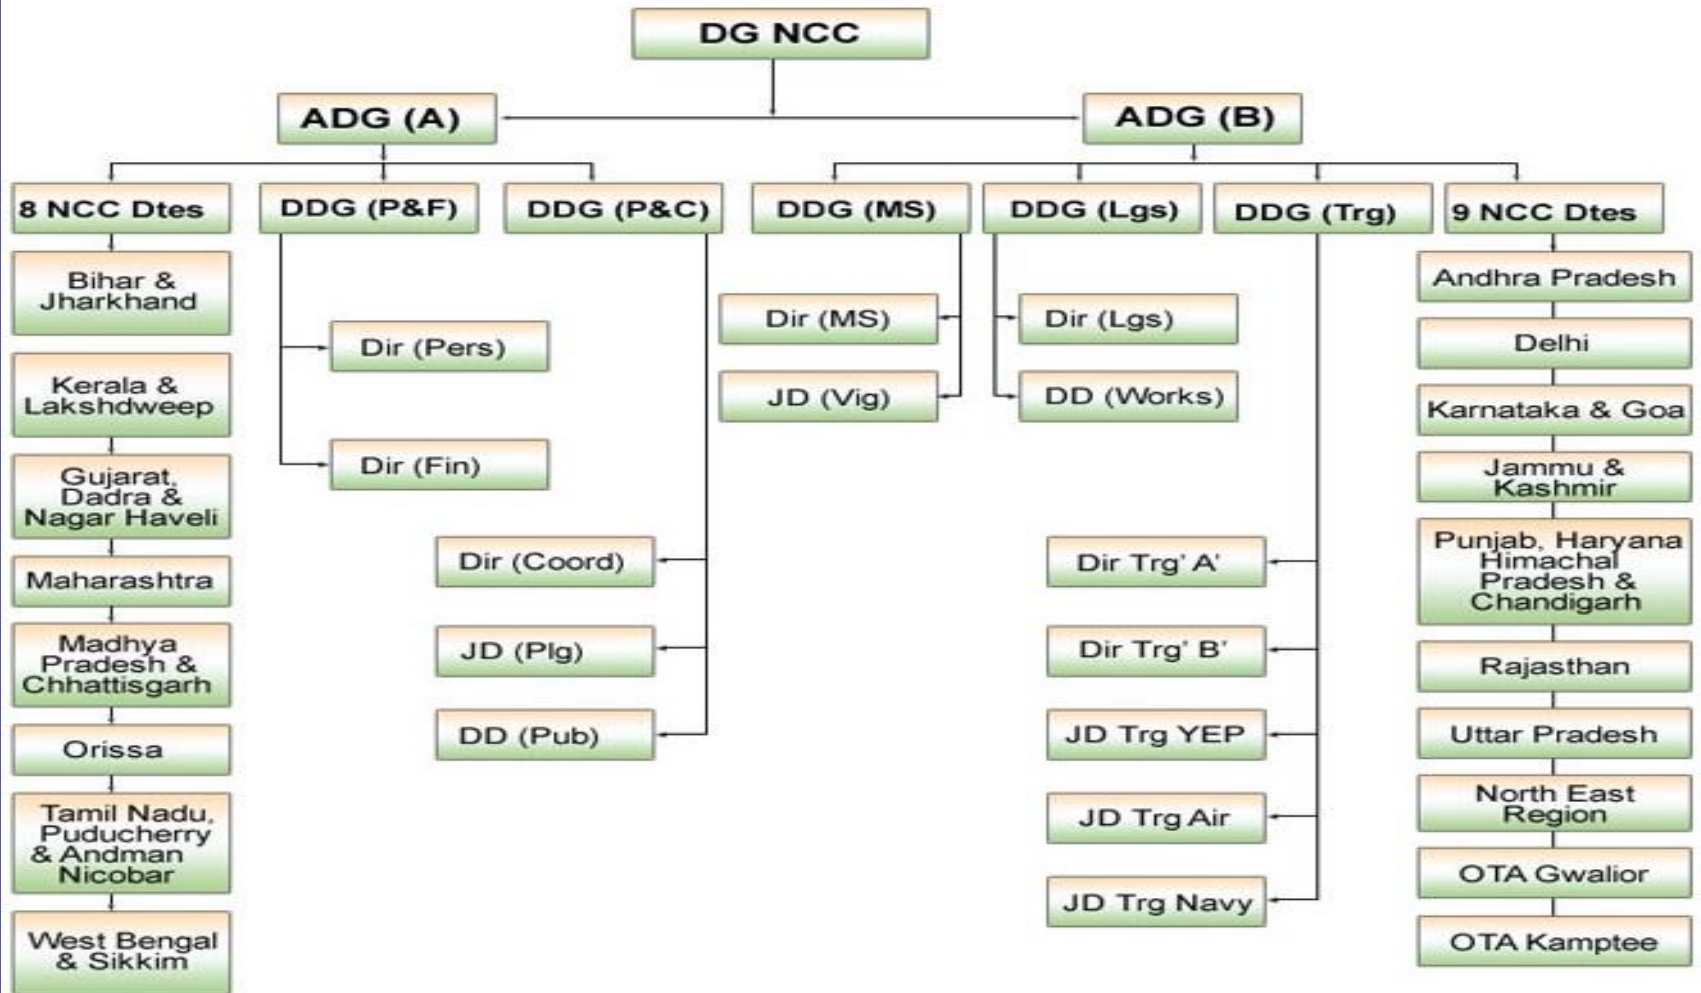 DG NCC
ADG (A)
ADG (B)
8 NCC Dtes
DDG (P&F)
DDG (P&C)
DDG (MS)
DDG (Lgs)
DDG (Trg)
9 NCC Dtes
Bihar &
Jharkhand
Kerala &
Lakshdweep
Gujarat,
Dadra &
Nagar Haveli
Maharashtra
Madhya
Pradesh &
Chhattisgarh
Orissa
Tamil Nadu,
Puducherry
& Andman
Nicobar
West Bengal
& Sikkim
Dir (Pers)
Dir (Fin)
Dir (Coord)
JD (Plg)
DD (Pub)
Dir (MS)
JD (Vig)
Dir (Lgs)
DD (Works)
Dir Trg' A'
Dir Trg' B'
JD Trg YEP
JD Trg Air
JD Trg Navy
Andhra Pradesh
Delhi
Karnataka & Goa
Jammu &
Kashmir
Punjab, Haryana
Himachal
Pradesh &
Chandigarh
Rajasthan
Uttar Pradesh
North East
Region
OTA Gwalior
OTA Kamptee